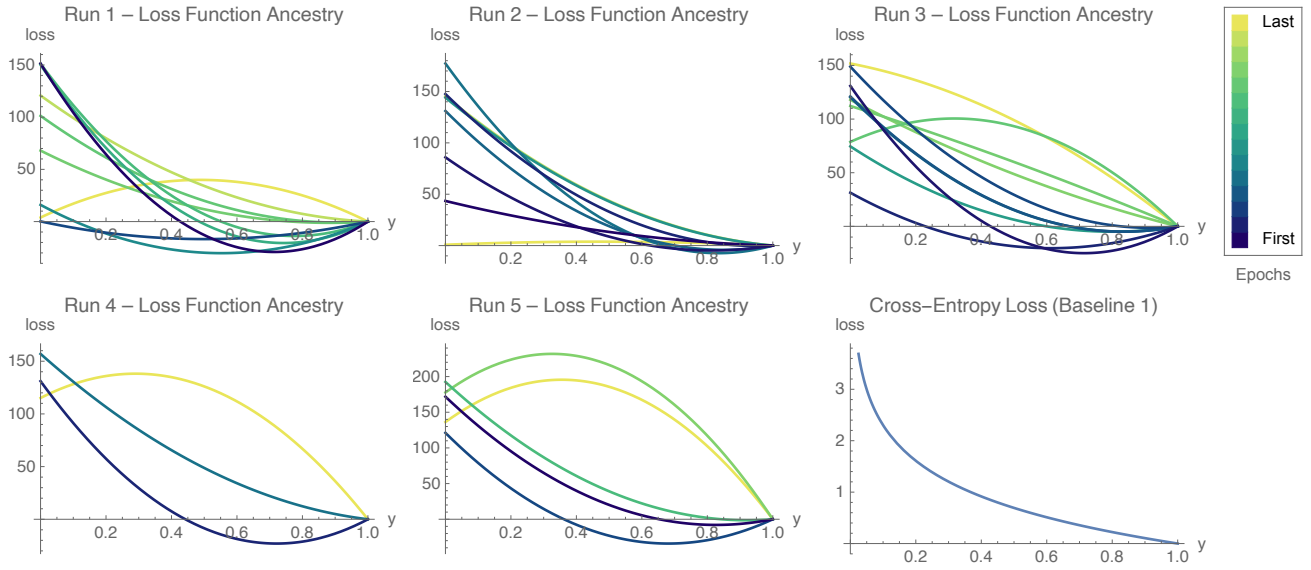 Run 1 – Loss Function Ancestry
loss
150
100
50
0.2
0.4
0.6
0.8
1.0
y
Run 2 – Loss Function Ancestry
loss
150
100
50
0.2
0.4
0.6
0.8
1.0
y
Run 3 – Loss Function Ancestry
loss
150
100
50
0.2
0.4
0.6
0.8
1.0
y
Last
First
Epochs
Run 4 – Loss Function Ancestry
loss
150
100
50
0.2
0.4
0.6
0.8
1.0
y
Run 5 – Loss Function Ancestry
loss
200
150
100
50
0.2
0.4
0.6
0.8
1.0
y
Cross–Entropy Loss (Baseline 1)
loss
3
2
1
0.2
0.4
0.6
0.8
1.0
y